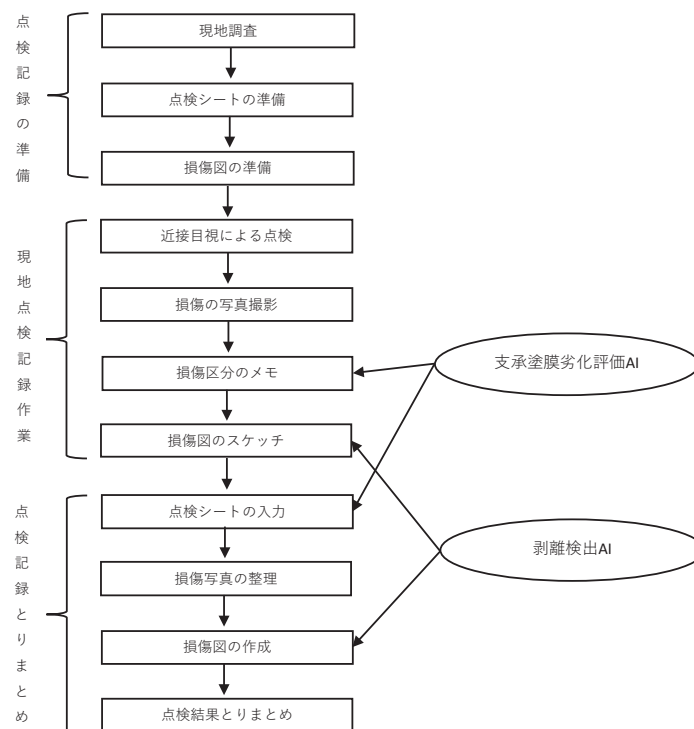 点検記録の準備
現地調査
点検シートの準備
損傷図の準備
現地点検記録作業
近接目視による点検
損傷の写真撮影
損傷区分のメモ
損傷図のスケッチ
支承塗膜劣化評価AI
点検記録とりまとめ
点検シートの入力
損傷写真の整理
損傷図の作成
点検結果とりまとめ
剥離検出AI